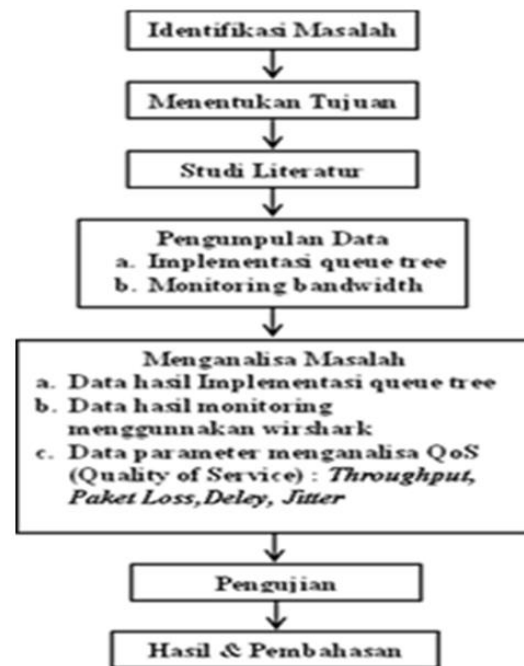 Identifikasi Masalah
Menentukan Tujuan
Studi Literatur
Pengumpulan Data
a. Implementasi queue tree
b. Monitoring bandwidth
Menganalisa Masalah
a. Data hasil Implementasi queue tree
b. Data hasil monitoring
menggunnakan wirshark
c. Data parameter menganalisa QoS
(Quality of Service) : Throughput,
Paket Loss,Deley, Jitter
Pengujian
Hasil & Pembahasan